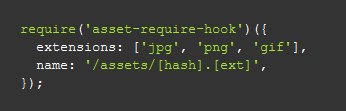 require('asset-require-hook')({
  extensions: ['jpg', 'png', 'gif'],
  name: '/assets/[hash].[ext]',
});